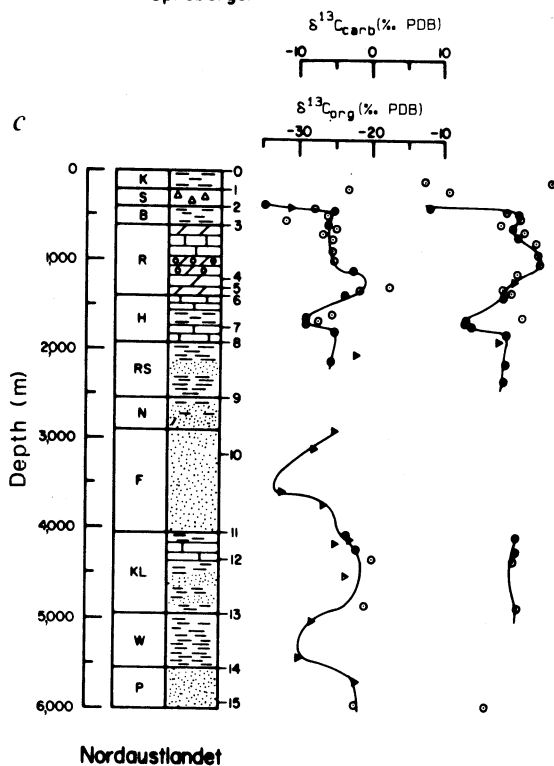 δ13Ccarb(‰ PDB)
-10 0 10
δ13Corg(‰ PDB)
-30 -20 -10
C
Depth (m)
0
1,000
2,000
3,000
4,000
5,000
6,000
K
S
B
R
H
RS
N
F
KL
W
P
0
1
2
3
4
5
6
7
8
9
10
11
12
13
14
15
Nordaustlandet